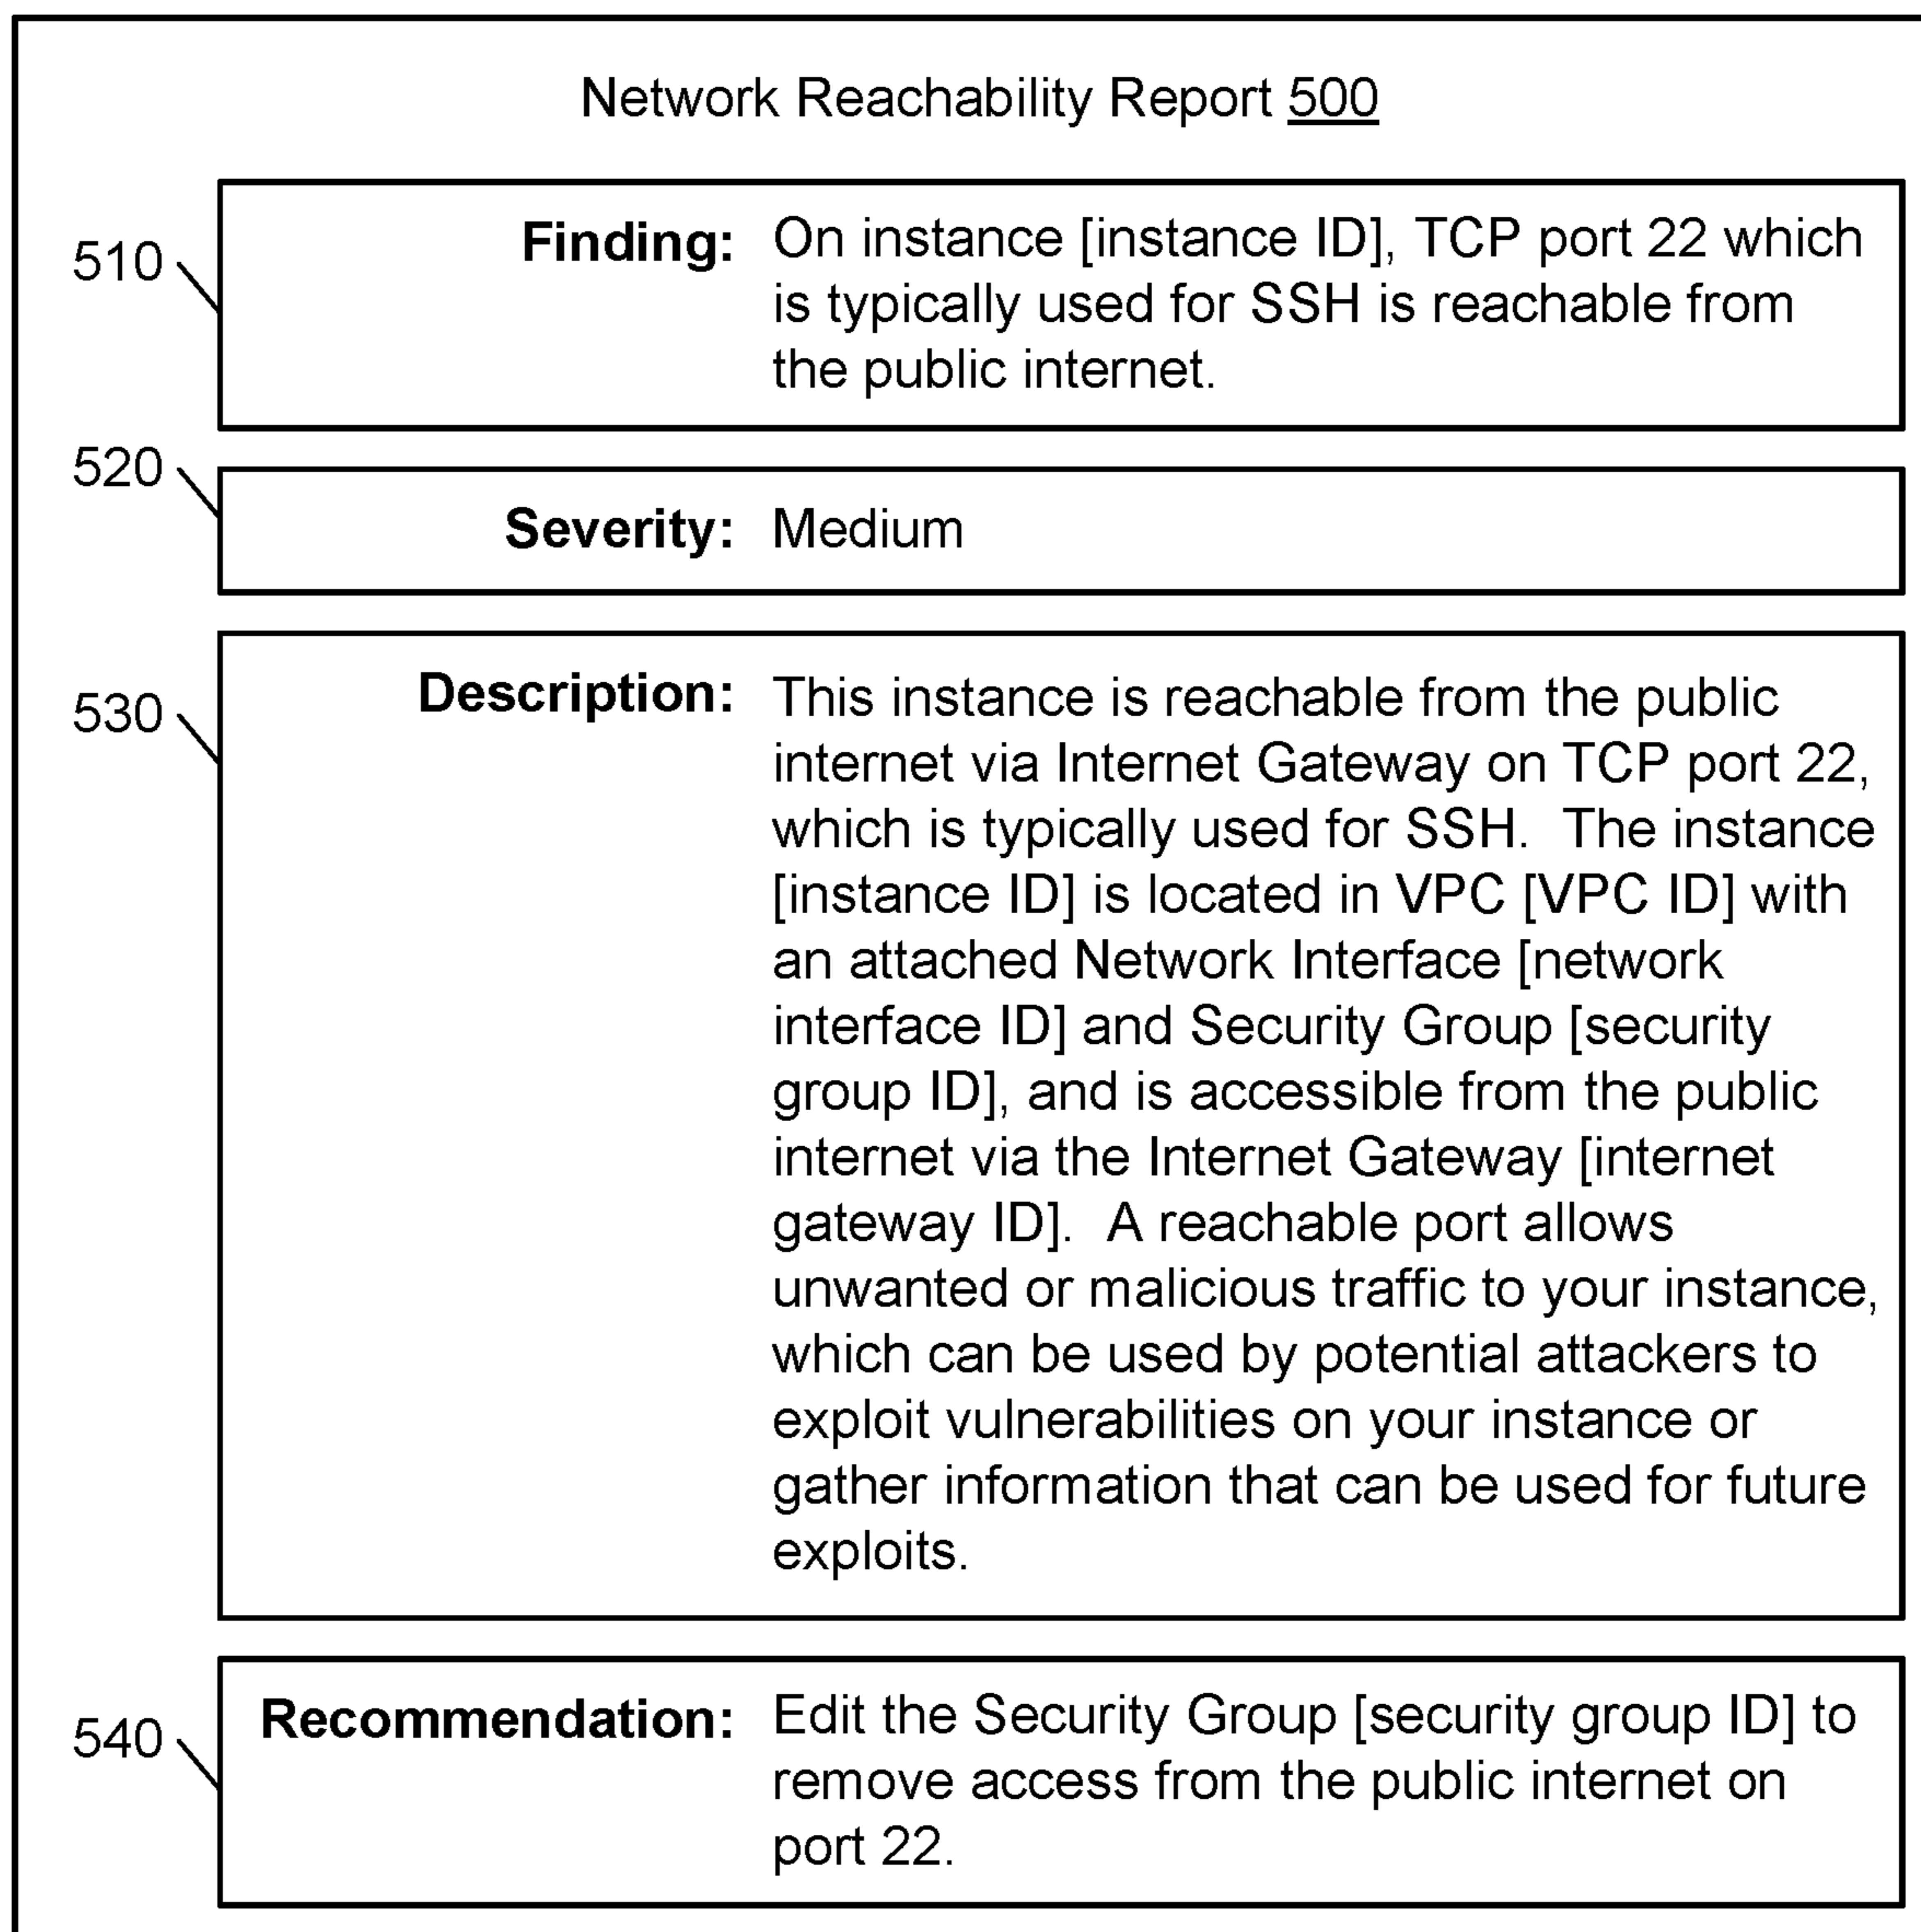 Network Reachability Report 500
510
Finding: On instance [instance ID], TCP port 22 which
is typically used for SSH is reachable from
the public internet.
520
Severity: Medium
530
Description: This instance is reachable from the public
internet via Internet Gateway on TCP port 22,
which is typically used for SSH. The instance
[instance ID] is located in VPC [VPC ID] with
an attached Network Interface [network
interface ID] and Security Group [security
group ID], and is accessible from the public
internet via the Internet Gateway [internet
gateway ID]. A reachable port allows
unwanted or malicious traffic to your instance,
which can be used by potential attackers to
exploit vulnerabilities on your instance or
gather information that can be used for future
exploits.
540
Recommendation: Edit the Security Group [security group ID] to
remove access from the public internet on
port 22.